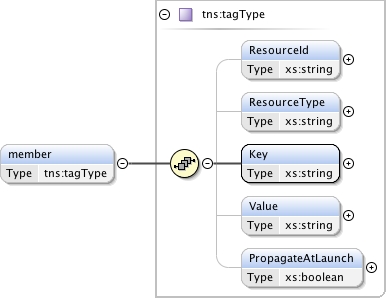 tns:tagType
ResourceId
Type xs:string
ResourceType
Type xs:string
member
Type tns:tagType
Key
Type xs:string
Value
Type xs:string
PropagateAtLaunch
Type xs:boolean